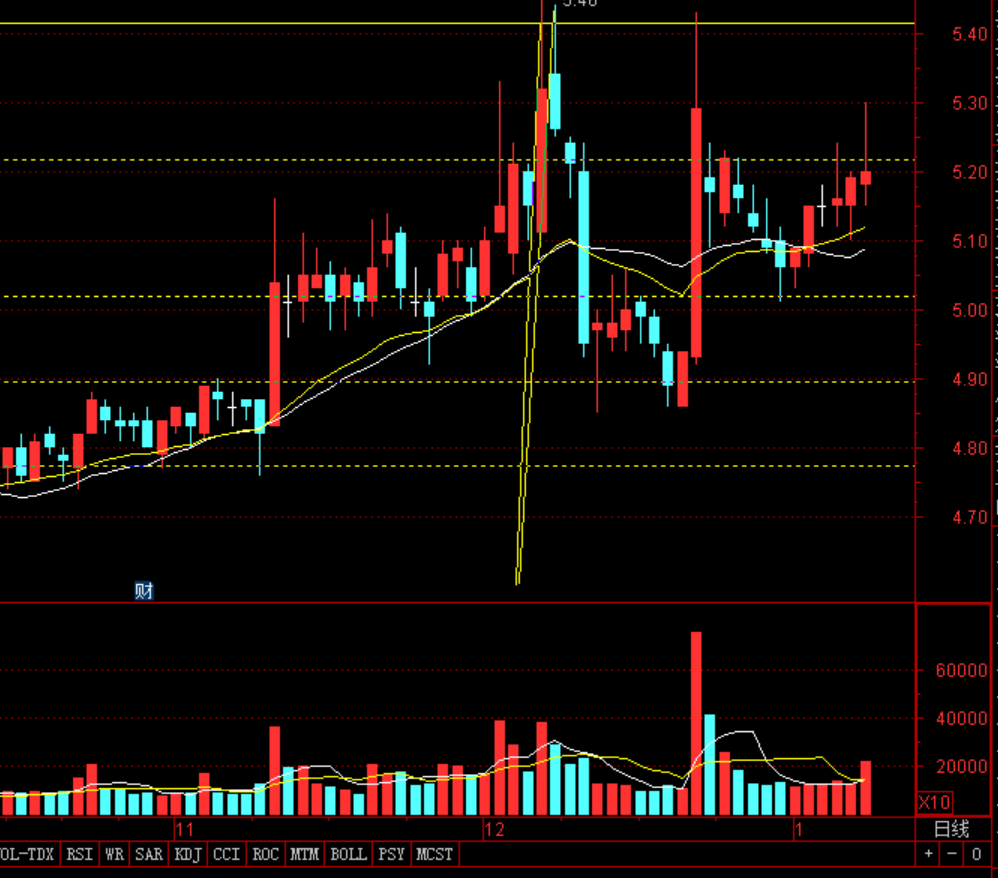 5.40
5.30
5.20
5.10
5.00
4.90
4.80
4.70
财
60000
40000
20000
X10
11
12
1
日线
OL-TDX RSI WR SAR KDJ CCI ROC MTM BOLL PSY MCST
+ - 0